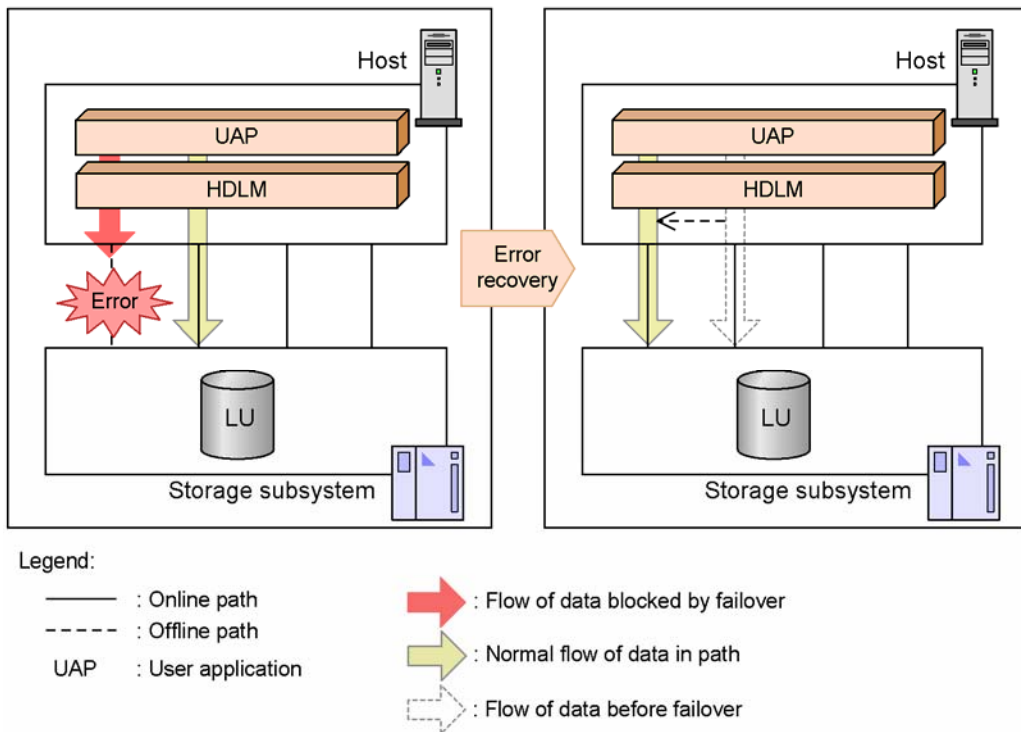 Host
UAP
HDLM
Error
LU
Storage subsystem
Error
recovery
Host
UAP
HDLM
LU
Storage subsystem
Legend:
: Online path
: Offline path
UAP : User application
: Flow of data blocked by failover
: Normal flow of data in path
: Flow of data before failover